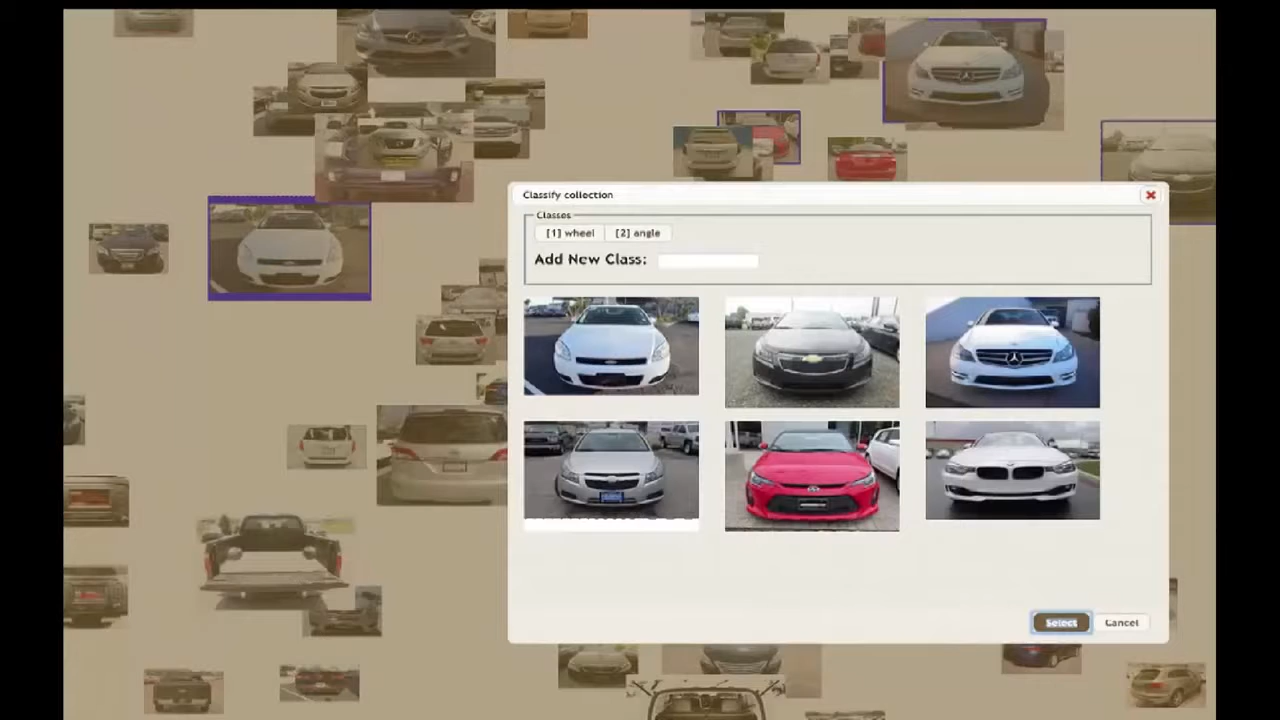 Classify collection
Classes
[1] wheel [2] angle
Add New Class:
Select Cancel